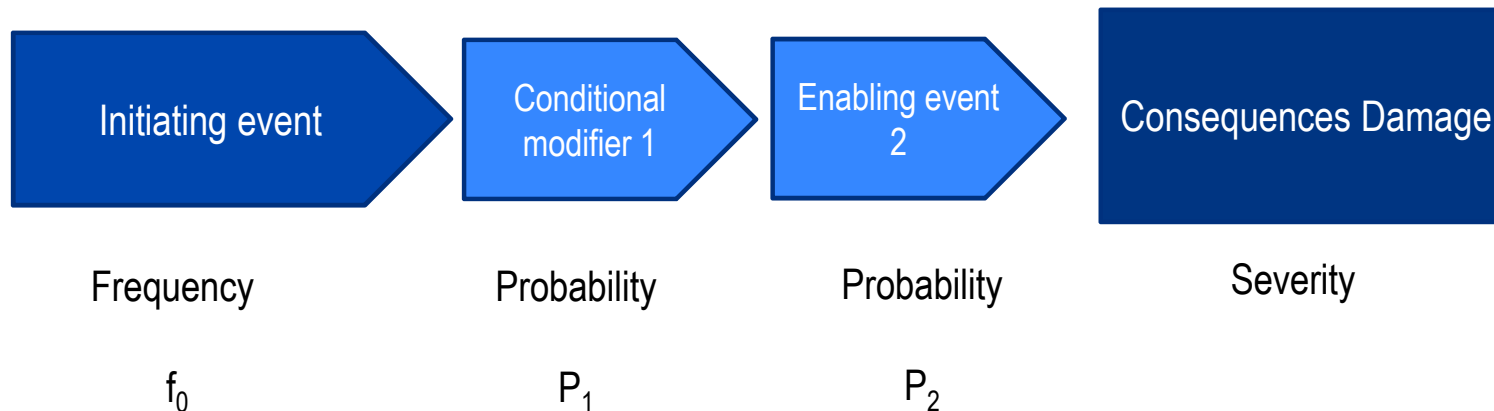 Initiating event
Conditional
modifier 1
Enabling event
2
Consequences Damage
Frequency
Probability
Probability
Severity
f₀
P₁
P₂